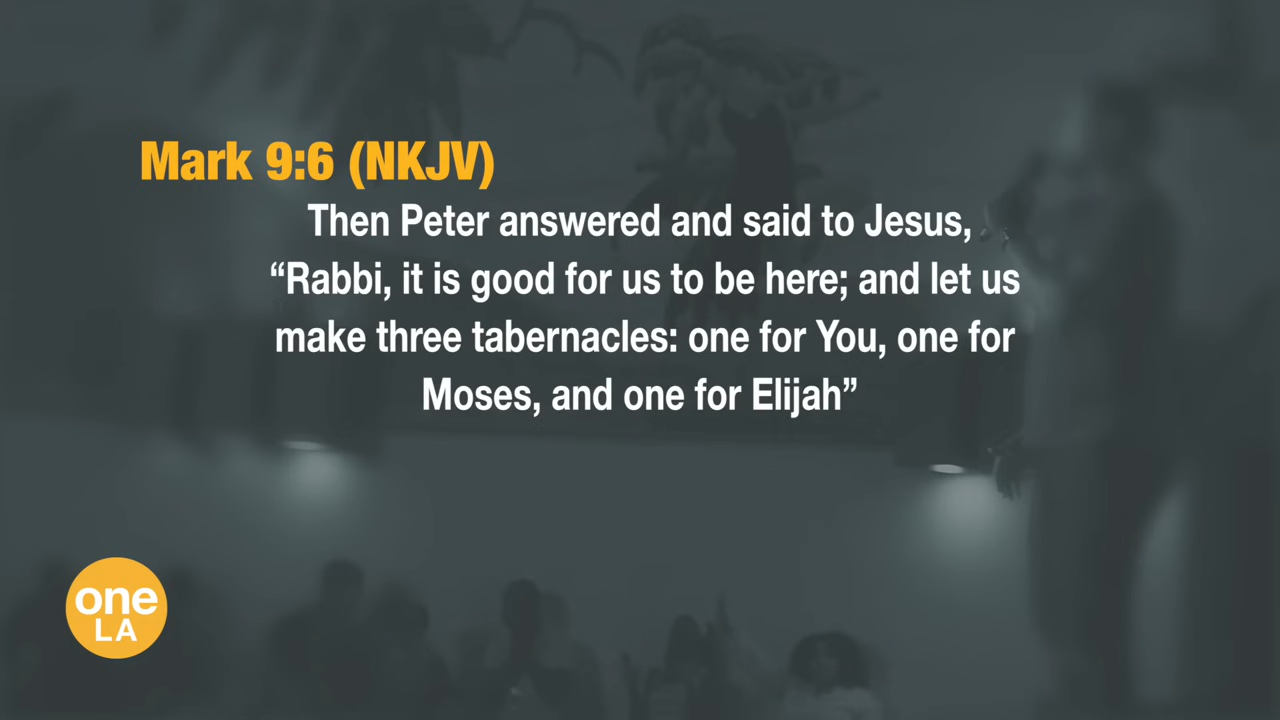 Mark 9:6 (NKJV)
Then Peter answered and said to Jesus,
“Rabbi, it is good for us to be here; and let us
make three tabernacles: one for You, one for
Moses, and one for Elijah”
one
LA